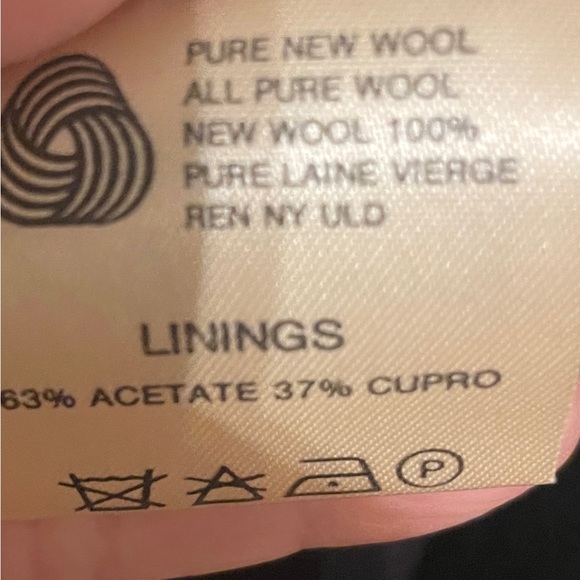 PURE NEW WOOL
ALL PURE WOOL
NEW WOOL 100%
PURE LAINE VIERGE
REN NY ULD
LININGS
63% ACETATE 37% CUPRO
P